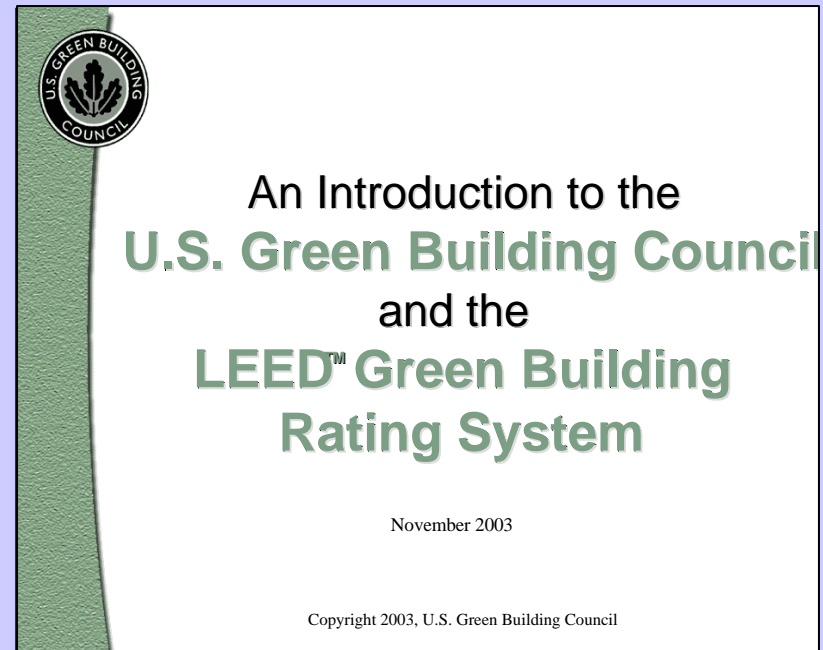 U.S. GREEN BUILDING COUNCIL
An Introduction to the
U.S. Green Building Council
and the
LEED™ Green Building
Rating System
November 2003
Copyright 2003, U.S. Green Building Council